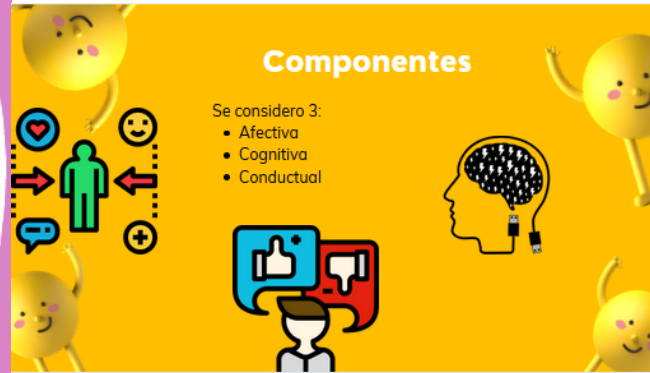 Componentes
Se considero 3:
• Afectiva
• Cognitiva
• Conductual